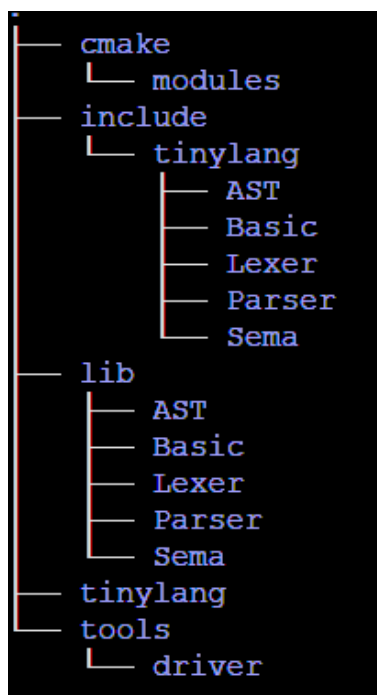 cmake
modules
include
tinylang
AST
Basic
Lexer
Parser
Sema
lib
AST
Basic
Lexer
Parser
Sema
tinylang
tools
driver